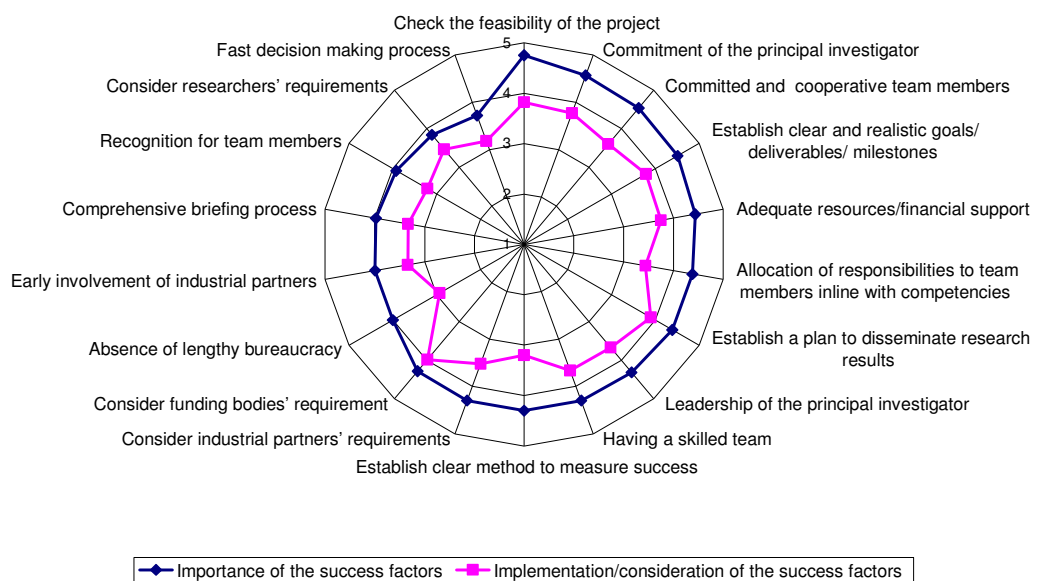 Check the feasibility of the project
Fast decision making process
5
Commitment of the principal investigator
Consider researchers’ requirements
4
Committed and  cooperative team members
Recognition for team members
3
Establish clear and realistic goals/
deliverables/ milestones
Comprehensive briefing process
2
Adequate resources/financial support
1
Early involvement of industrial partners
Allocation of responsibilities to team
members inline with competencies
Absence of lengthy bureaucracy
Establish a plan to disseminate research
results
Consider funding bodies’ requirement
Leadership of the principal investigator
Consider industrial partners’ requirements
Having a skilled team
Establish clear method to measure success
Importance of the success factors
Implementation/consideration of the success factors